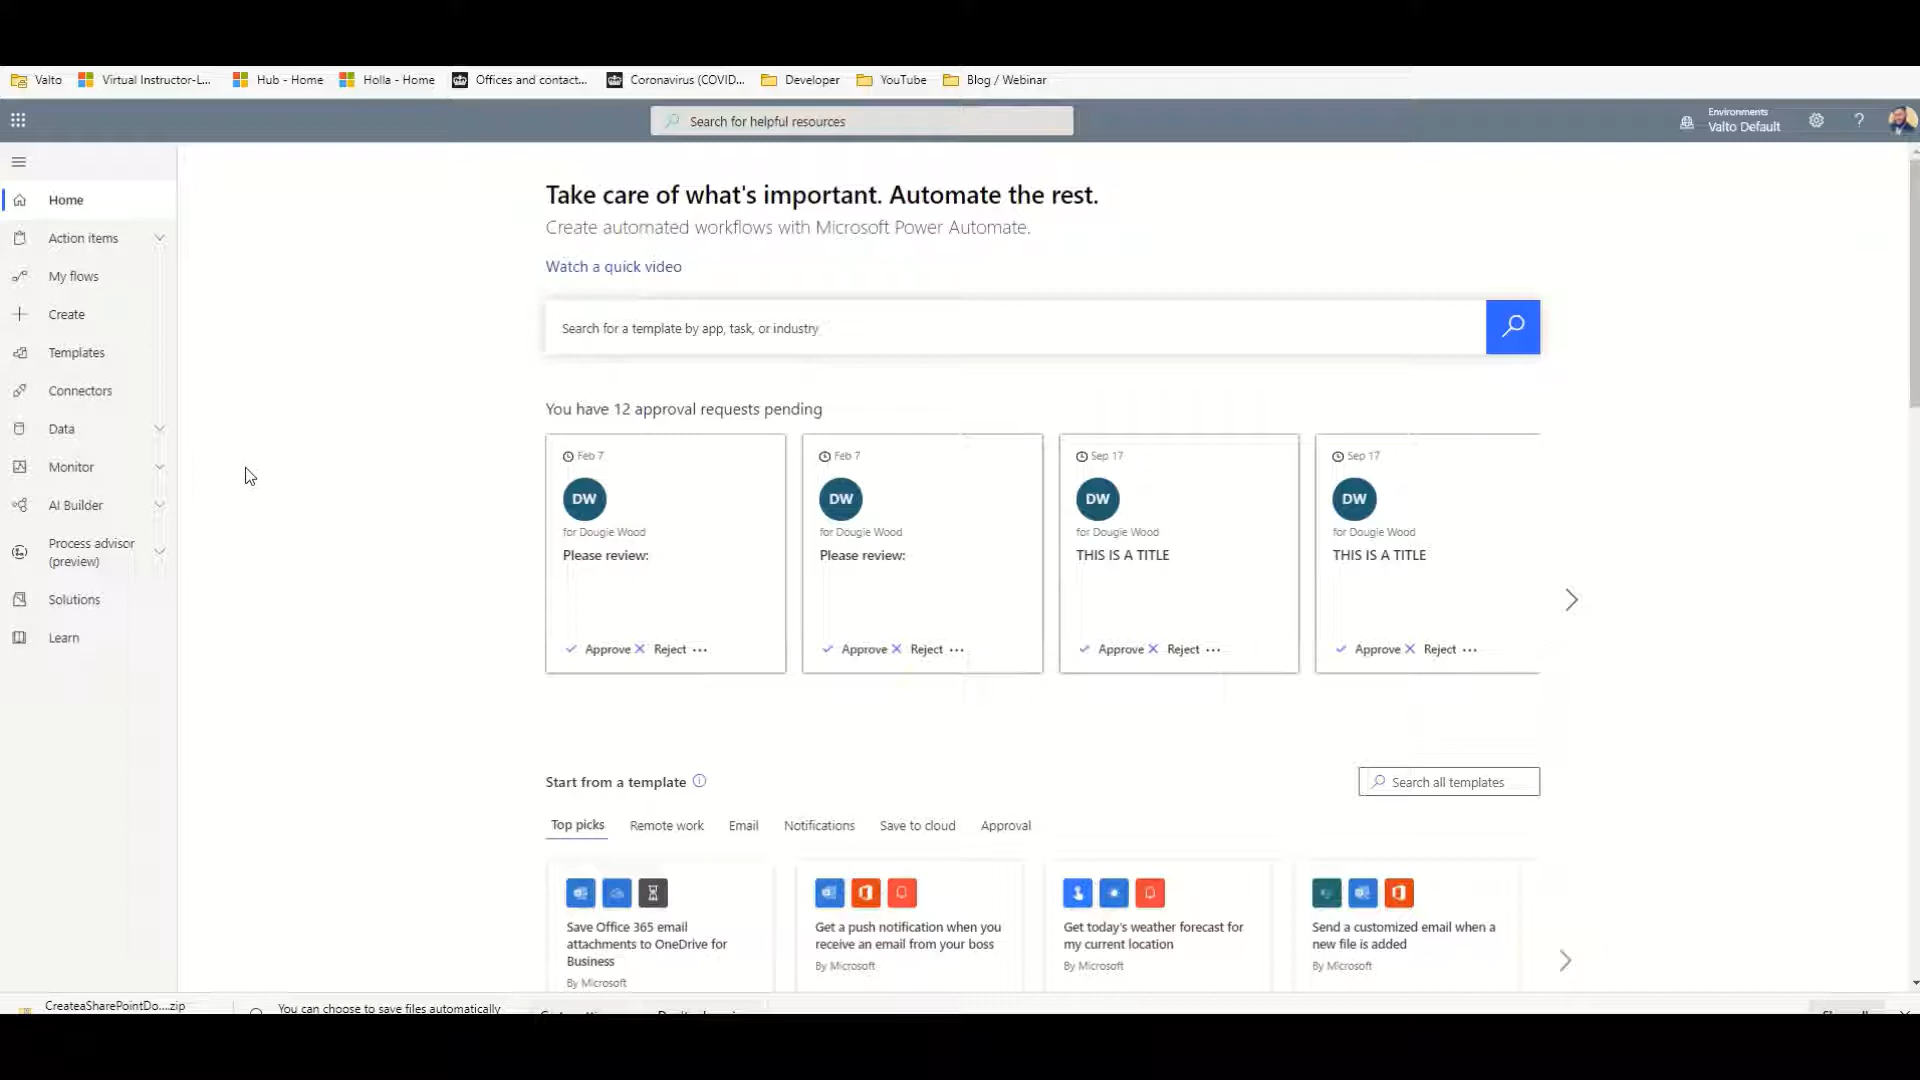 Valto
Virtual Instructor-L...
Hub - Home
Holla - Home
Offices and contact...
Coronavirus (COVID...
Developer
YouTube
Blog / Webinar
Search for helpful resources
Environments
Valto Default
?
Home
Action items
My flows
Create
Templates
Connectors
Data
Monitor
AI Builder
Process advisor
(preview)
Solutions
Learn
Take care of what's important. Automate the rest.
Create automated workflows with Microsoft Power Automate.
Watch a quick video
Search for a template by app, task, or industry
You have 12 approval requests pending
Feb 7
DW
for Dougie Wood
Please review:
Approve Reject ...
Feb 7
DW
for Dougie Wood
Please review:
Approve Reject ...
Sep 17
DW
for Dougie Wood
THIS IS A TITLE
Approve Reject ...
Sep 17
DW
for Dougie Wood
THIS IS A TITLE
Approve Reject ...
Start from a template
Search all templates
Top picks
Remote work
Email
Notifications
Save to cloud
Approval
Save Office 365 email
attachments to OneDrive for
Business
By Microsoft
Get a push notification when you
receive an email from your boss
By Microsoft
Get today's weather forecast for
my current location
By Microsoft
Send a customized email when a
new file is added
By Microsoft
CreateaSharePointDo....zip
You can choose to save files automatically